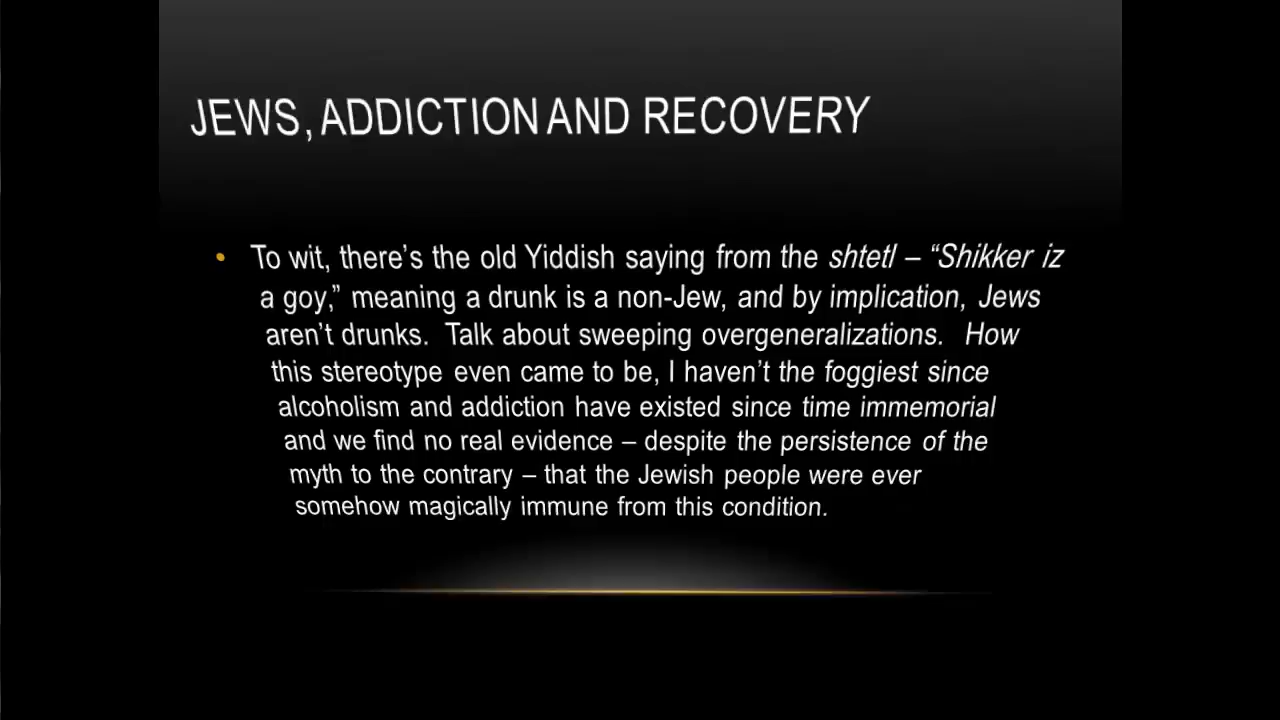 JEWS, ADDICTION AND RECOVERY
• To wit, there's the old Yiddish saying from the shtetl – “Shikker iz
a goy,” meaning a drunk is a non-Jew, and by implication, Jews
aren't drunks. Talk about sweeping overgeneralizations. How
this stereotype even came to be, I haven't the foggiest since
alcoholism and addiction have existed since time immemorial
and we find no real evidence – despite the persistence of the
myth to the contrary – that the Jewish people were ever
somehow magically immune from this condition.